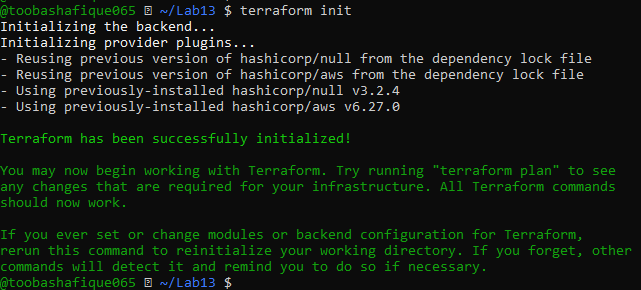 @toobashafique065 ~/Lab13 $ terraform init
Initializing the backend...
Initializing provider plugins...
- Reusing previous version of hashicorp/null from the dependency lock file
- Reusing previous version of hashicorp/aws from the dependency lock file
- Using previously-installed hashicorp/null v3.2.4
- Using previously-installed hashicorp/aws v6.27.0
Terraform has been successfully initialized!
You may now begin working with Terraform. Try running "terraform plan" to see
any changes that are required for your infrastructure. All Terraform commands
should now work.
If you ever set or change modules or backend configuration for Terraform,
rerun this command to reinitialize your working directory. If you forget, other
commands will detect it and remind you to do so if necessary.
@toobashafique065 ~/Lab13 $